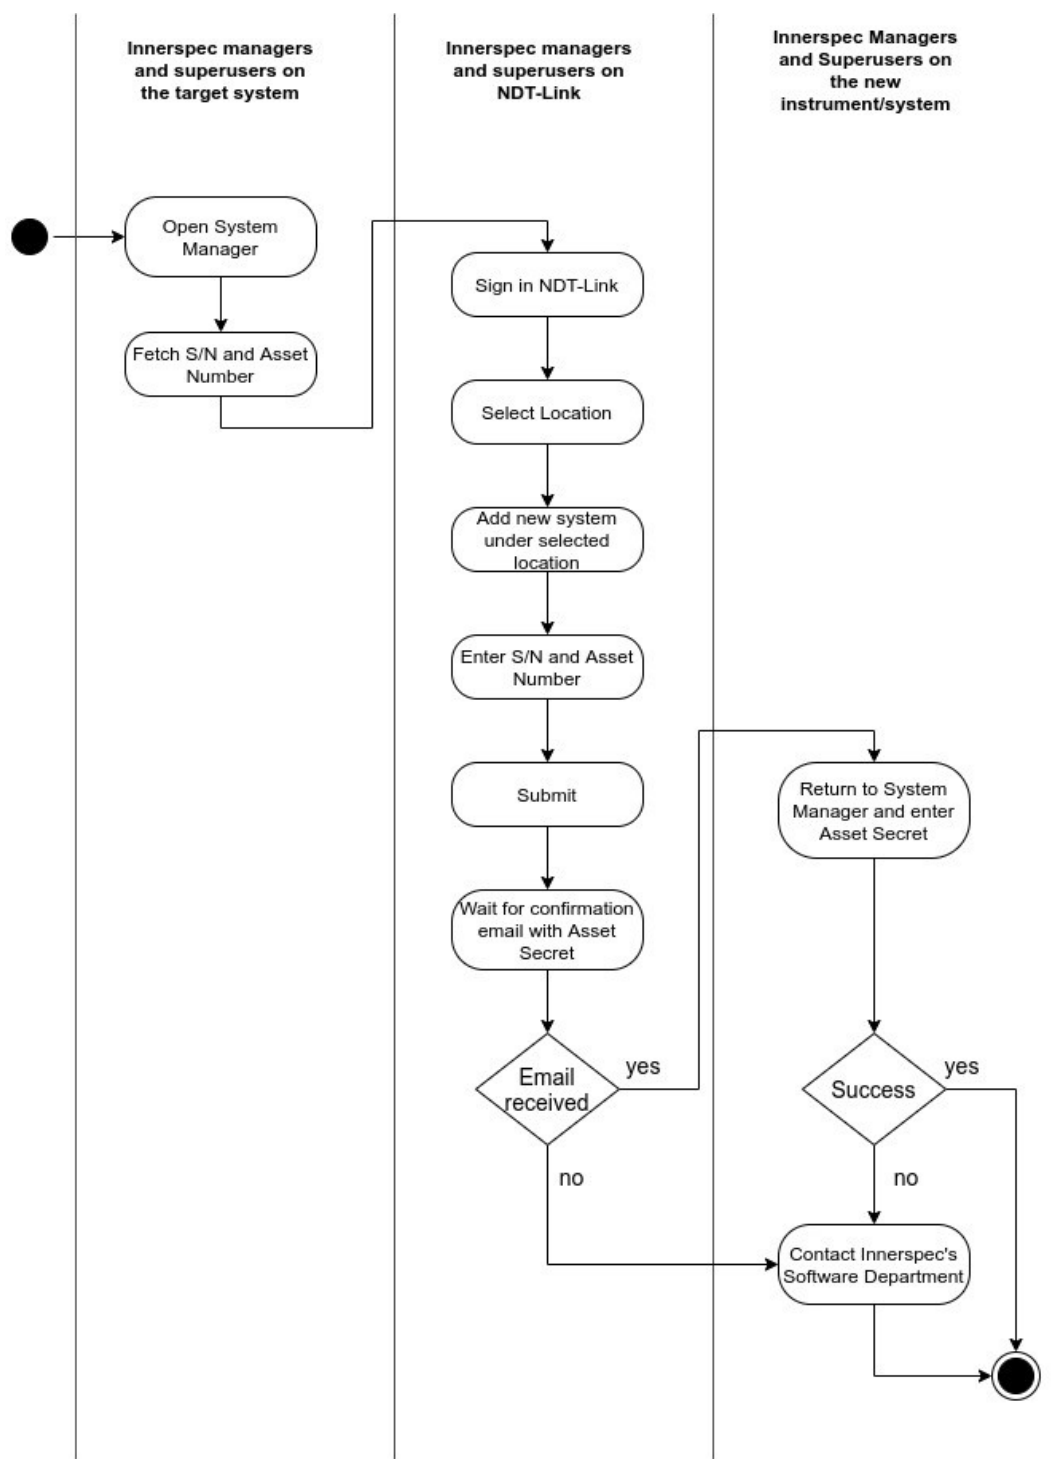 Innerspec managers
and superusers on
the target system
Innerspec managers
and superusers on
NDT-Link
Innerspec Managers
and Superusers on
the new
instrument/system
Open System
Manager
Fetch S/N and Asset
Number
Sign in NDT-Link
Select Location
Add new system
under selected
location
Enter S/N and Asset
Number
Submit
Wait for confirmation
email with Asset
Secret
Email
received
yes
no
Return to System
Manager and enter
Asset Secret
Success
yes
no
Contact Innerspec's
Software Department